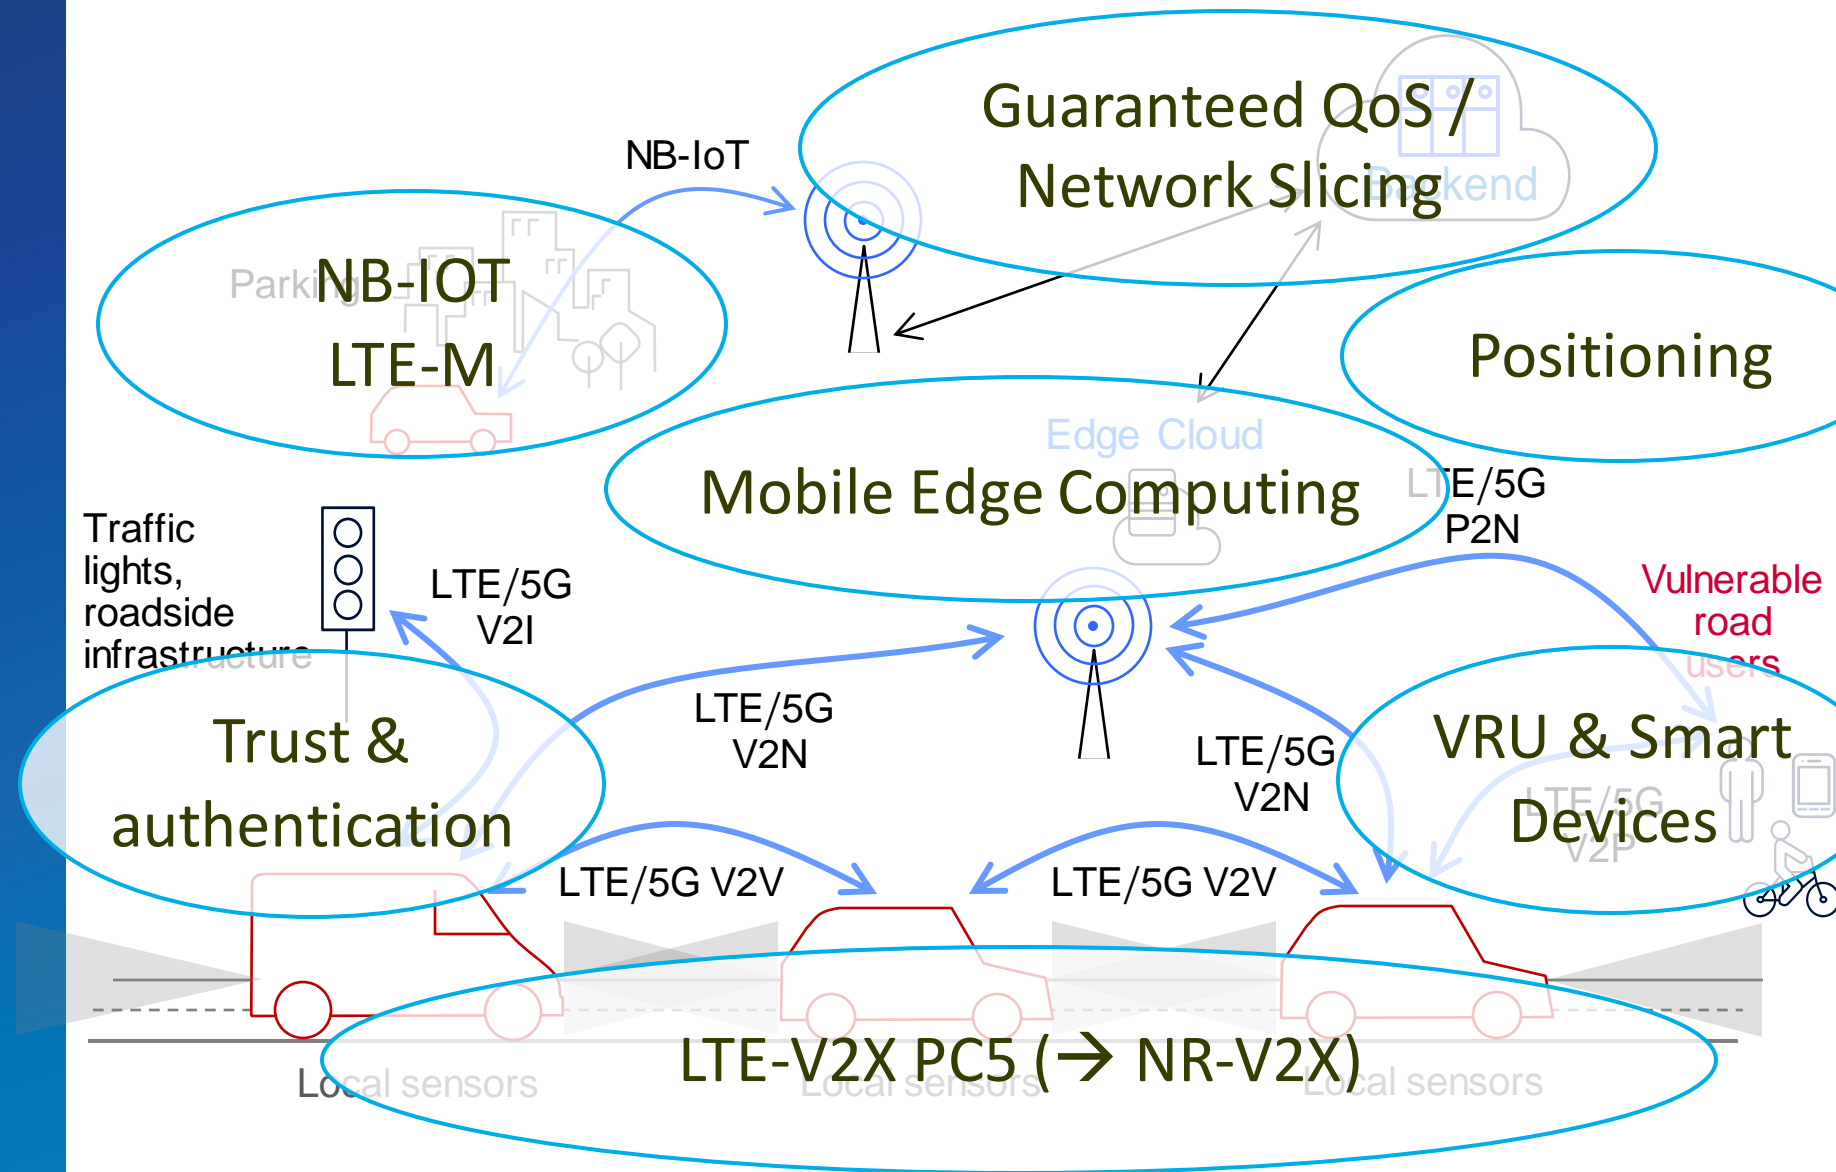 Guaranteed QoS /
Network Slicing
Backend
NB-IoT
Parking
NB-IOT
LTE-M
Positioning
Edge Cloud
Mobile Edge Computing
LTE/5G
P2N
Traffic
lights,
roadside
infrastructure
LTE/5G
V2I
Vulnerable
road
users
Trust &
authentication
LTE/5G
V2N
LTE/5G
V2N
VRU & Smart
Devices
LTE/5G
V2P
LTE/5G V2V
LTE/5G V2V
LTE-V2X PC5 (→ NR-V2X)
Local sensors
Local sensors
Local sensors